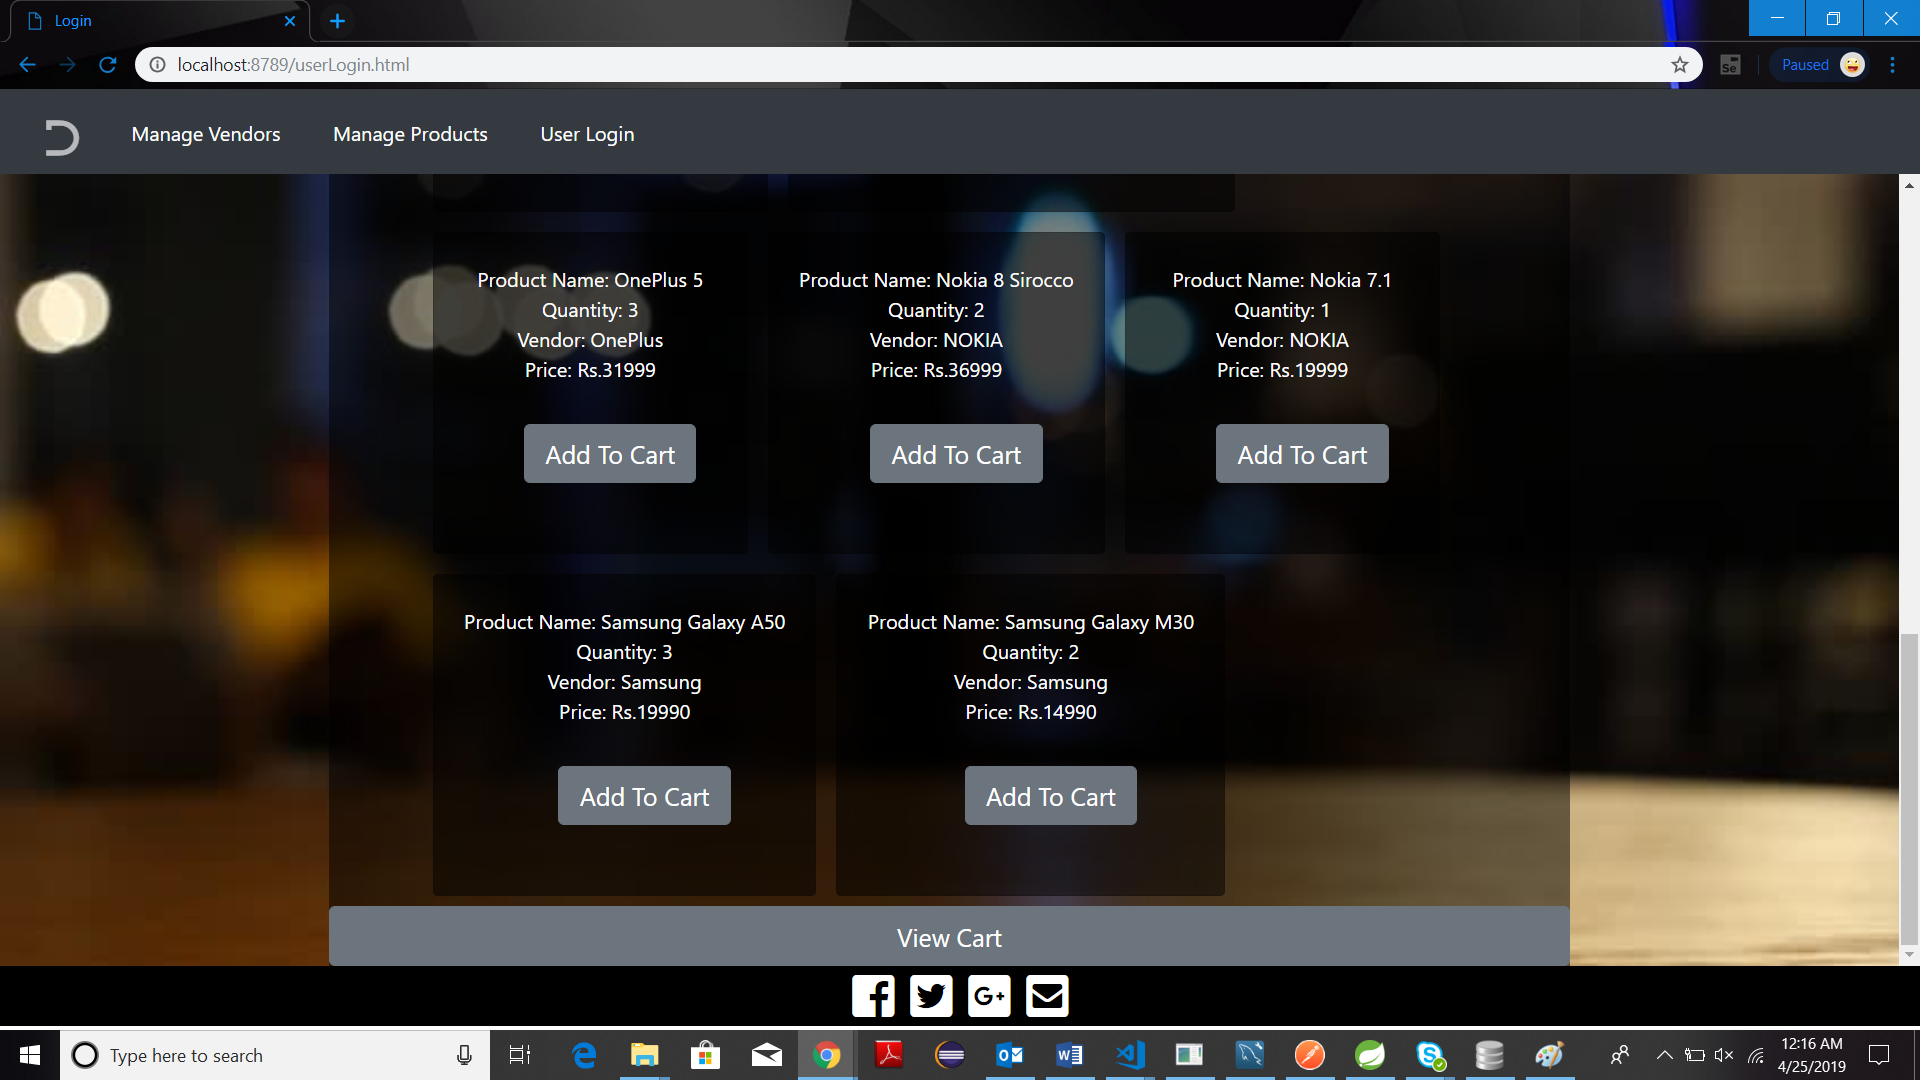 Login
localhost:8789/userLogin.html
Se
Paused
Manage Vendors
Manage Products
User Login
Product Name: OnePlus 5
Quantity: 3
Vendor: OnePlus
Price: Rs.31999
Add To Cart
Product Name: Nokia 8 Sirocco
Quantity: 2
Vendor: NOKIA
Price: Rs.36999
Add To Cart
Product Name: Nokia 7.1
Quantity: 1
Vendor: NOKIA
Price: Rs.19999
Add To Cart
Product Name: Samsung Galaxy A50
Quantity: 3
Vendor: Samsung
Price: Rs.19990
Add To Cart
Product Name: Samsung Galaxy M30
Quantity: 2
Vendor: Samsung
Price: Rs.14990
Add To Cart
View Cart
G+
Type here to search
12:16 AM
4/25/2019